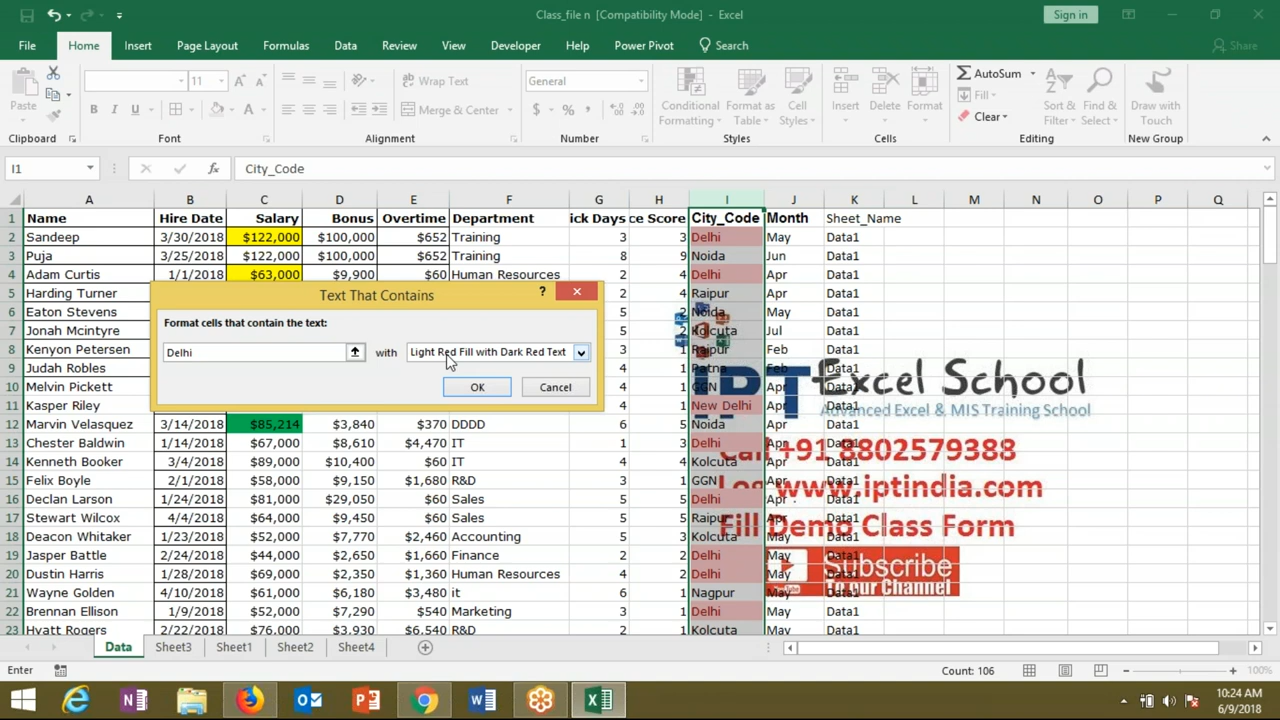 Class_file n [Compatibility Mode] - Excel
Sign in
File Home Insert Page Layout Formulas Data Review View Developer Help Power Pivot Search Share
Paste 11 Wrap Text General Conditional Format as Cell Insert Delete Format AutoSum Sort & Find & Draw with
B I U A Merge & Center $ % Formatting Table Styles Fill Filter Select Touch
Clear
Clipboard Font Alignment Number Styles Cells Editing New Group
I1 fx City_Code
A B C D E F G H I J K L M N O P Q
1 Name Hire Date Salary Bonus Overtime Department ick Days ce Score City_Code Month Sheet_Name
2 Sandeep 3/30/2018 $122,000 $100,000 $652 Training 3 3 Delhi May Data1
3 Puja 3/25/2018 $122,000 $100,000 $652 Training 8 9 Noida Jun Data1
4 Adam Curtis 1/1/2018 $63,000 $9,900 $60 Human Resources 2 4 Delhi Apr Data1
5 Harding Turner 2 4 Raipur Apr Data1
6 Eaton Stevens 5 2 Noida May Data1
7 Jonah Mcintyre 5 2 Kolcuta Jul Data1
8 Kenyon Petersen 3 1 Raipur Feb Data1
9 Judah Robles 4 1 Patna Feb Data1
10 Melvin Pickett 4 1 GGN Apr Data1
11 Kasper Riley 4 1 New Delhi Apr Data1
12 Marvin Velasquez 3/14/2018 $85,214 $3,840 $370 DDDD 6 5 Noida Apr Data1
13 Chester Baldwin 1/14/2018 $67,000 $8,610 $4,470 IT 1 3 Delhi Apr Data1
14 Kenneth Booker 3/4/2018 $89,000 $10,400 $60 IT 4 4 Kolcuta Apr Data1
15 Felix Boyle 2/1/2018 $58,000 $9,150 $1,680 R&D 3 1 GGN Apr Data1
16 Declan Larson 1/24/2018 $81,000 $29,050 $60 Sales 5 5 Delhi Apr Data1
17 Stewart Wilcox 4/4/2018 $64,000 $9,450 $60 Sales 5 5 Raipur Apr Data1
18 Deacon Whitaker 1/23/2018 $52,000 $8,770 $2,460 Accounting 5 3 Kolcuta May Data1
19 Jasper Battle 2/24/2018 $44,000 $2,650 $1,660 Finance 2 2 Delhi May Data1
20 Dustin Harris 1/28/2018 $69,000 $2,350 $1,360 Human Resources 4 2 Delhi May Data1
21 Wayne Golden 4/10/2018 $61,000 $6,180 $3,480 it 6 1 Nagpur May Data1
22 Brennan Ellison 1/9/2018 $52,000 $7,290 $540 Marketing 3 1 Delhi May Data1
23 Hyatt Rogers 2/22/2018 $76,000 $3,930 $6,540 R&D 2 1 Kolcuta May Data1
Text That Contains ?
Format cells that contain the text:
Delhi with Light Red Fill with Dark Red Text
OK Cancel
IPT Excel School
Advanced Excel & MIS Training School
Call +91 8802579388
www.iptindia.com
Fill Demo Class Form
Subscribe
To our Channel
Data Sheet3 Sheet1 Sheet2 Sheet4
Enter Count: 106 100%
10:24 AM
6/9/2018